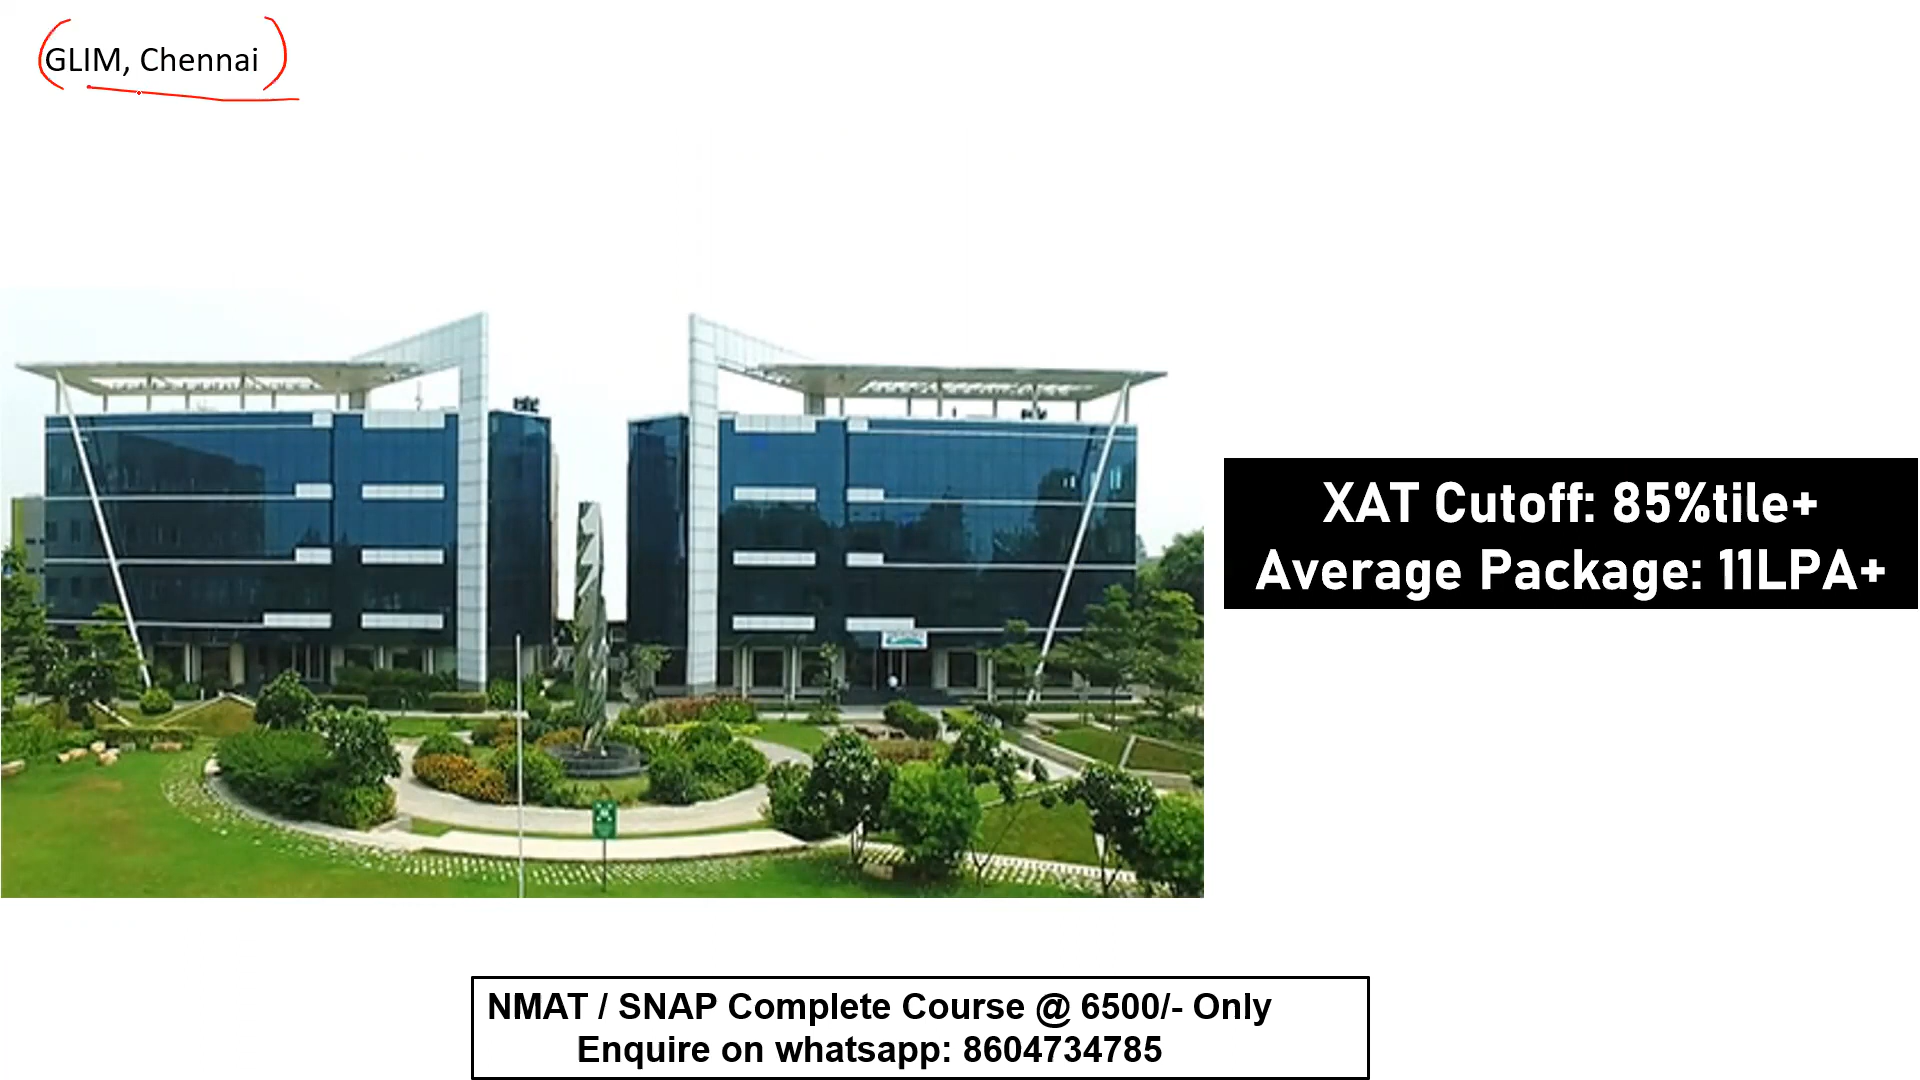 GLIM, Chennai
XAT Cutoff: 85%tile+
Average Package: 11LPA+
NMAT / SNAP Complete Course @ 6500/- Only
Enquire on whatsapp: 8604734785